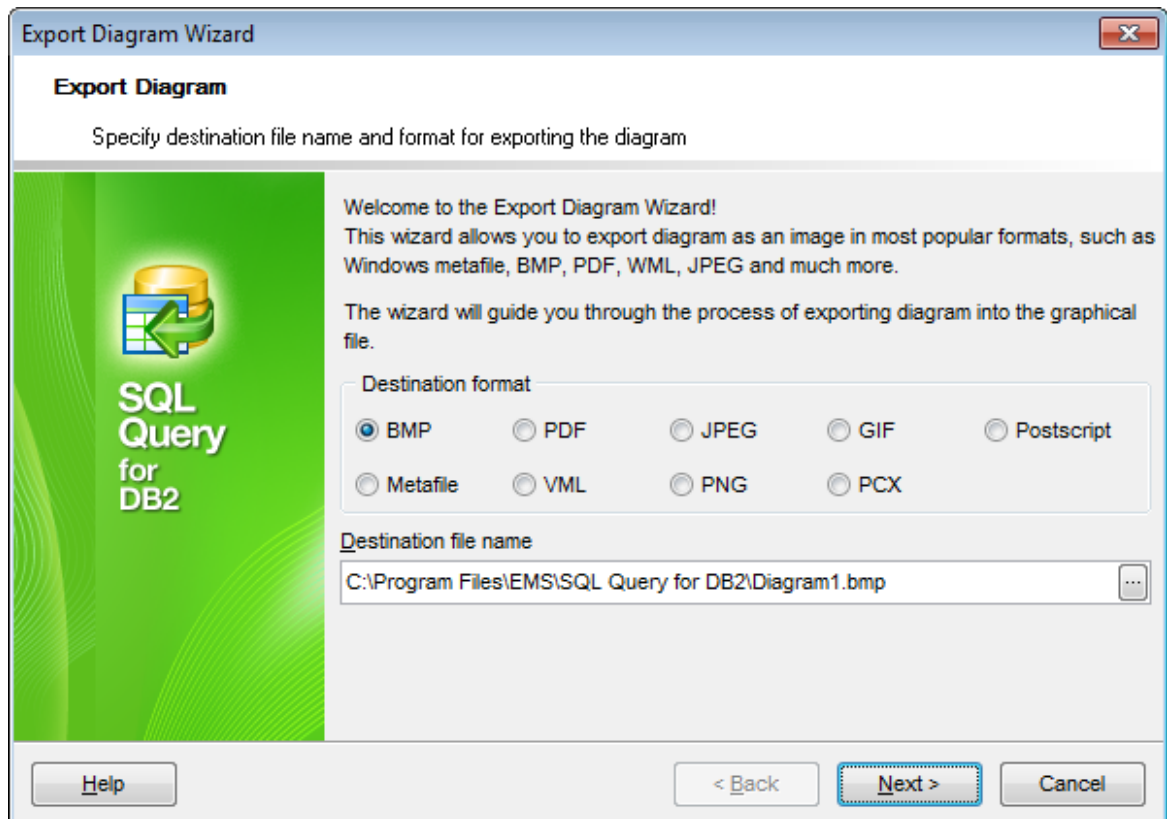 Export Diagram Wizard
Export Diagram
Specify destination file name and format for exporting the diagram
SQL
Query
for
DB2
Welcome to the Export Diagram Wizard!
This wizard allows you to export diagram as an image in most popular formats, such as
Windows metafile, BMP, PDF, WML, JPEG and much more.
The wizard will guide you through the process of exporting diagram into the graphical
file.
Destination format
BMP PDF JPEG GIF Postscript
Metafile VML PNG PCX
Destination file name
C:\Program Files\EMS\SQL Query for DB2\Diagram1.bmp ...
Help < Back Next > Cancel